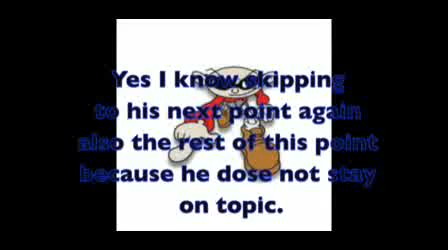 Yes I know skipping
to his next point again
also the rest of this point
because he dose not stay
on topic.